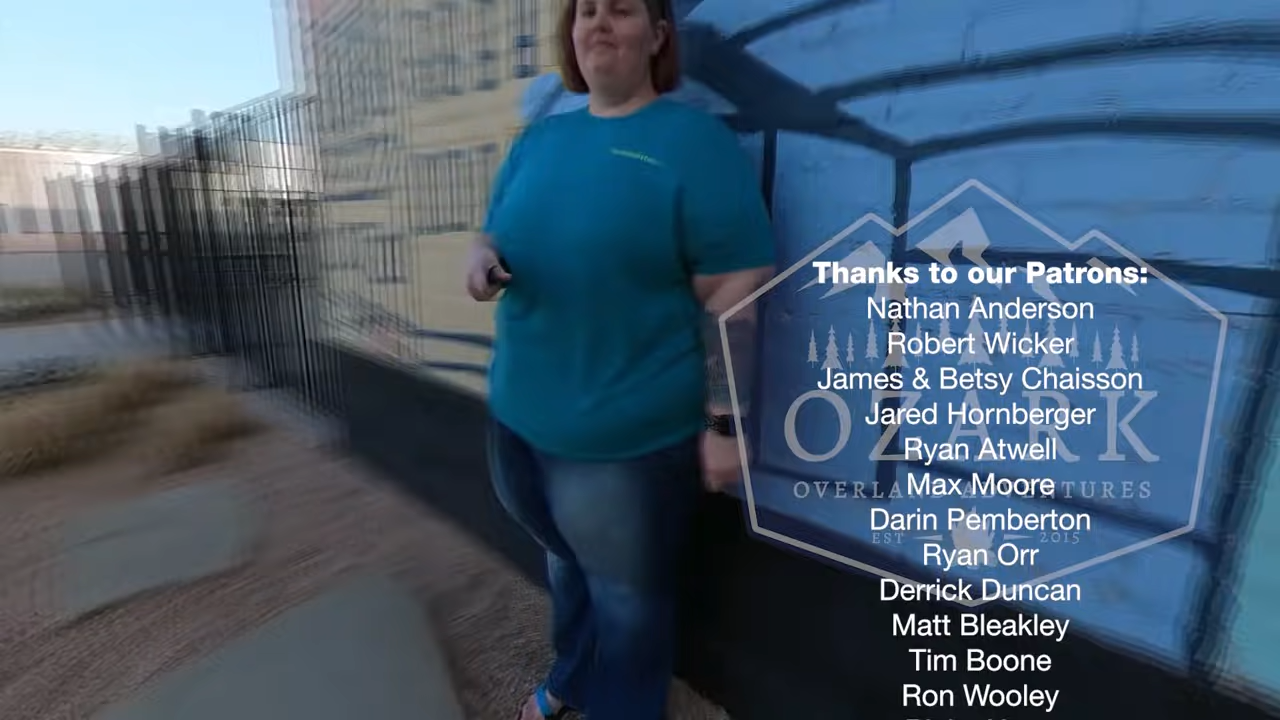 Thanks to our Patrons:
Nathan Anderson
Robert Wicker
James & Betsy Chaisson
Jared Hornberger
OZARK
Ryan Atwell
Max Moore
OVERLAND ADVENTURES
Darin Pemberton
EST 2015
Ryan Orr
Derrick Duncan
Matt Bleakley
Tim Boone
Ron Wooley